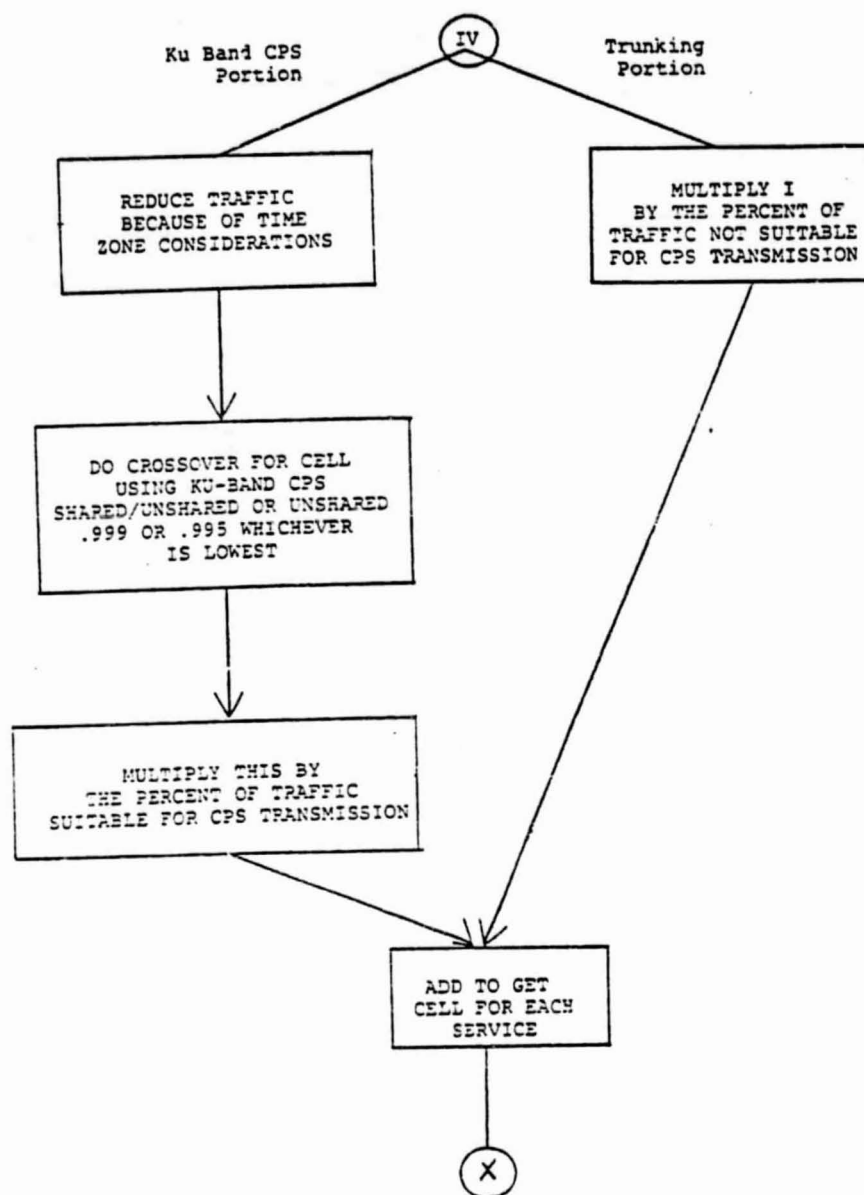 IV
Ku Band CPS
Portion
Trunking
Portion
REDUCE TRAFFIC
BECAUSE OF TIME
ZONE CONSIDERATIONS
MULTIPLY I
BY THE PERCENT OF
TRAFFIC NOT SUITABLE
FOR CPS TRANSMISSION
DO CROSSOVER FOR CELL
USING KU-BAND CPS
SHARED/UNSHARED OR UNSHARED
.999 OR .995 WHICHEVER
IS LOWEST
MULTIPLY THIS BY
THE PERCENT OF TRAFFIC
SUITABLE FOR CPS TRANSMISSION
ADD TO GET
CELL FOR EACH
SERVICE
X